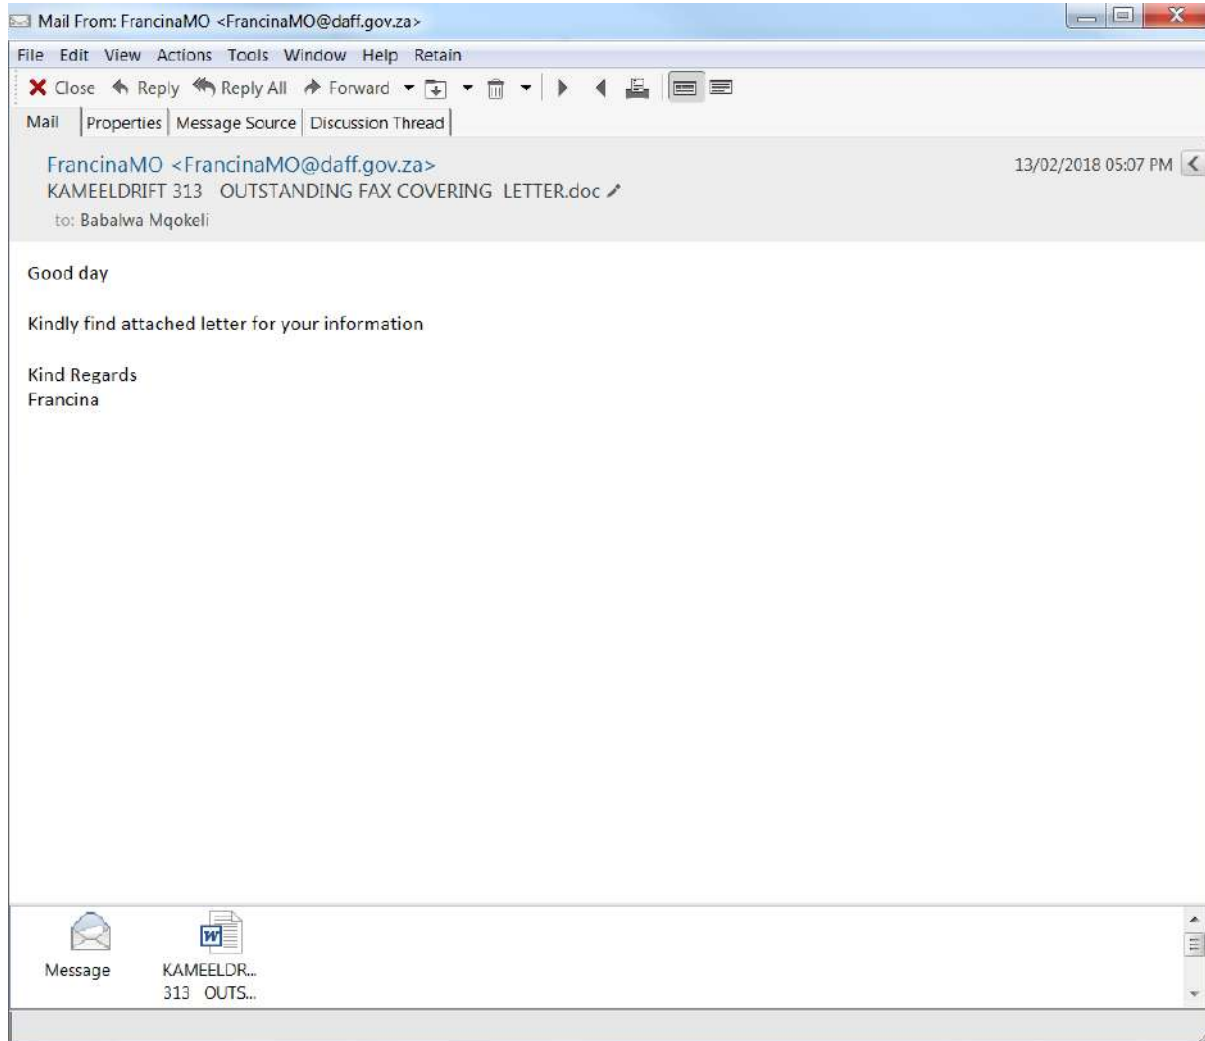 Mail From: FrancinaMO <FrancinaMO@daff.gov.za>
File Edit View Actions Tools Window Help Retain
Close Reply Reply All Forward
Mail Properties Message Source Discussion Thread
FrancinaMO <FrancinaMO@daff.gov.za> 13/02/2018 05:07 PM
KAMEELDRIFT 313 OUTSTANDING FAX COVERING LETTER.doc
to: Babalwa Mqokeli
Good day
Kindly find attached letter for your information
Kind Regards
Francina
Message KAMEELDR...
313 OUTS...